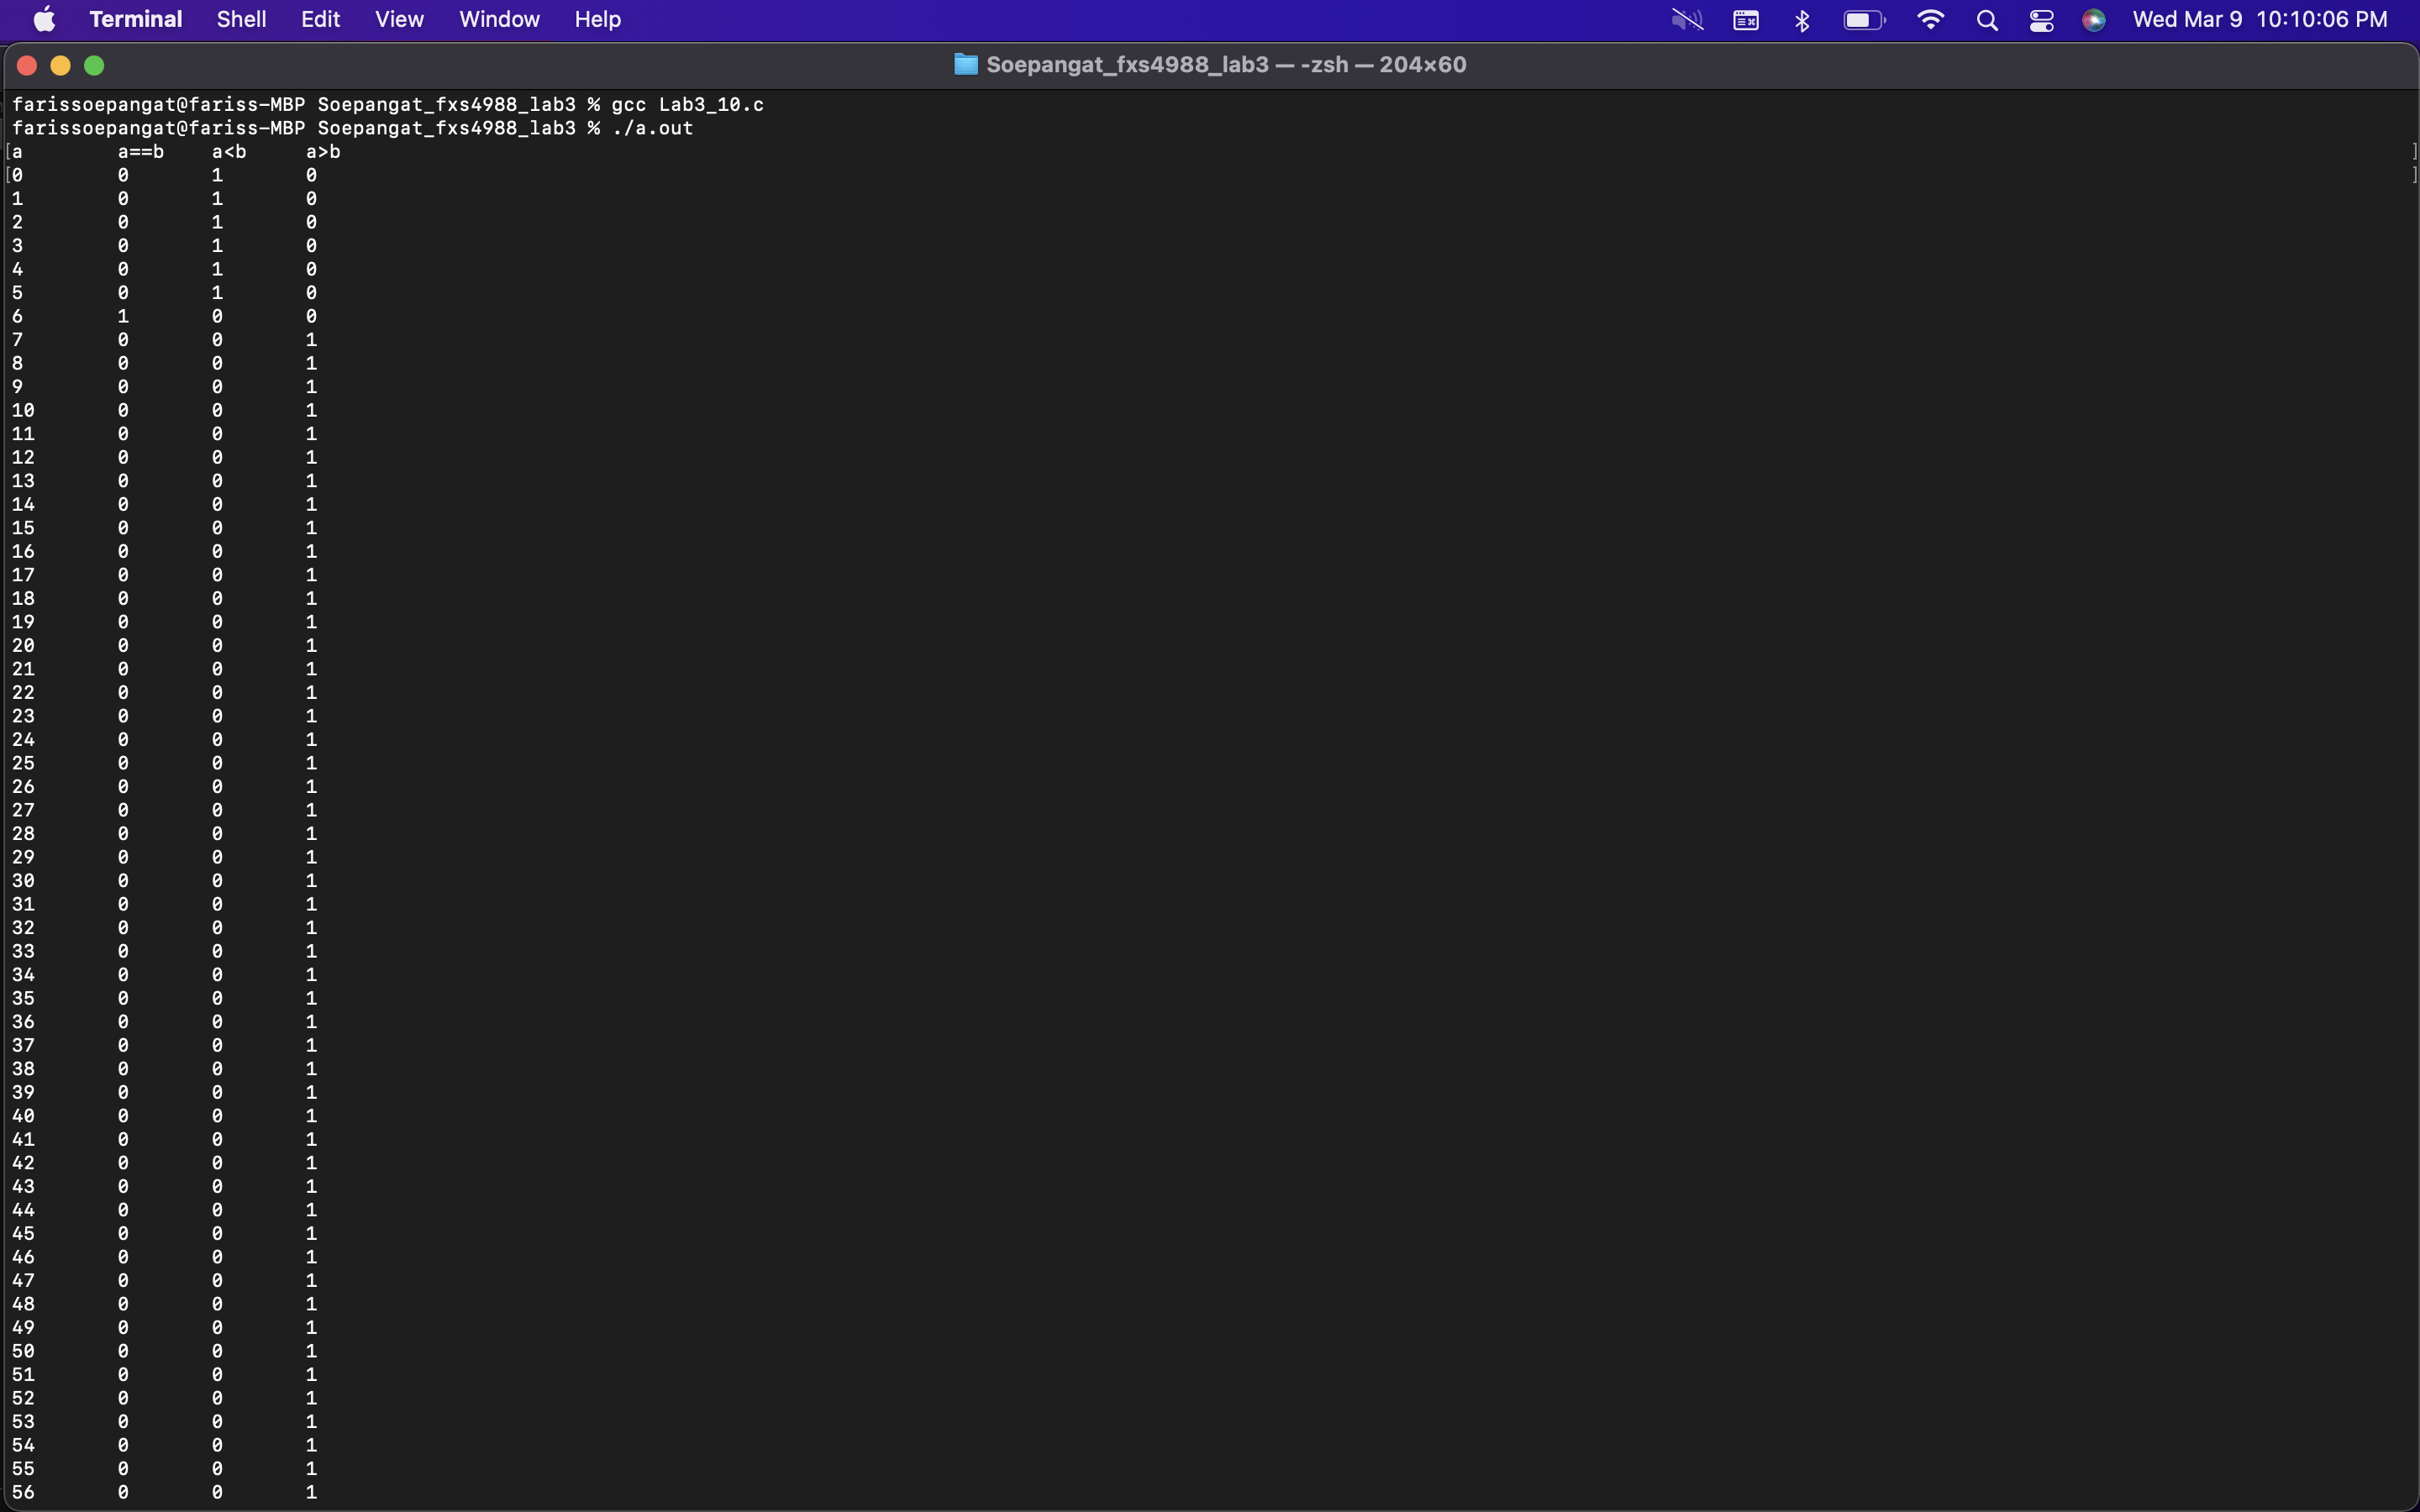 Terminal Shell Edit View Window Help Wed Mar 9 10:10:06 PM
Soepangat_fxs4988_lab3 — -zsh — 204×60
farissoepangat@fariss-MBP Soepangat_fxs4988_lab3 % gcc Lab3_10.c
farissoepangat@fariss-MBP Soepangat_fxs4988_lab3 % ./a.out
[a a==b a<b a>b ]
[0 0 1 0 ]
1 0 1 0
2 0 1 0
3 0 1 0
4 0 1 0
5 0 1 0
6 1 0 0
7 0 0 1
8 0 0 1
9 0 0 1
10 0 0 1
11 0 0 1
12 0 0 1
13 0 0 1
14 0 0 1
15 0 0 1
16 0 0 1
17 0 0 1
18 0 0 1
19 0 0 1
20 0 0 1
21 0 0 1
22 0 0 1
23 0 0 1
24 0 0 1
25 0 0 1
26 0 0 1
27 0 0 1
28 0 0 1
29 0 0 1
30 0 0 1
31 0 0 1
32 0 0 1
33 0 0 1
34 0 0 1
35 0 0 1
36 0 0 1
37 0 0 1
38 0 0 1
39 0 0 1
40 0 0 1
41 0 0 1
42 0 0 1
43 0 0 1
44 0 0 1
45 0 0 1
46 0 0 1
47 0 0 1
48 0 0 1
49 0 0 1
50 0 0 1
51 0 0 1
52 0 0 1
53 0 0 1
54 0 0 1
55 0 0 1
56 0 0 1